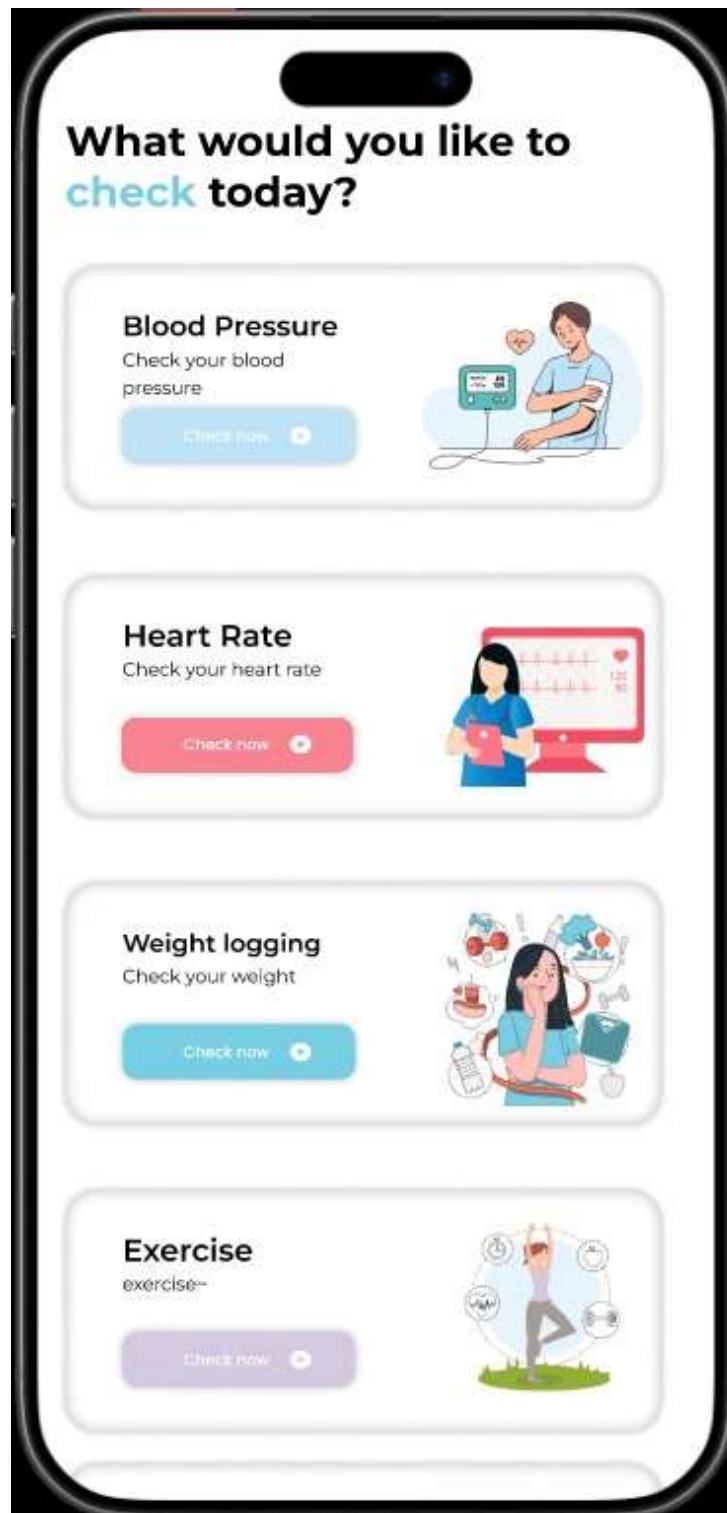 What would you like to
check today?
Blood Pressure
Check your blood
pressure
Check now
Heart Rate
Check your heart rate
Check now
120
Weight logging
Check your weight
Check now
Exercise
exercise~
Check now